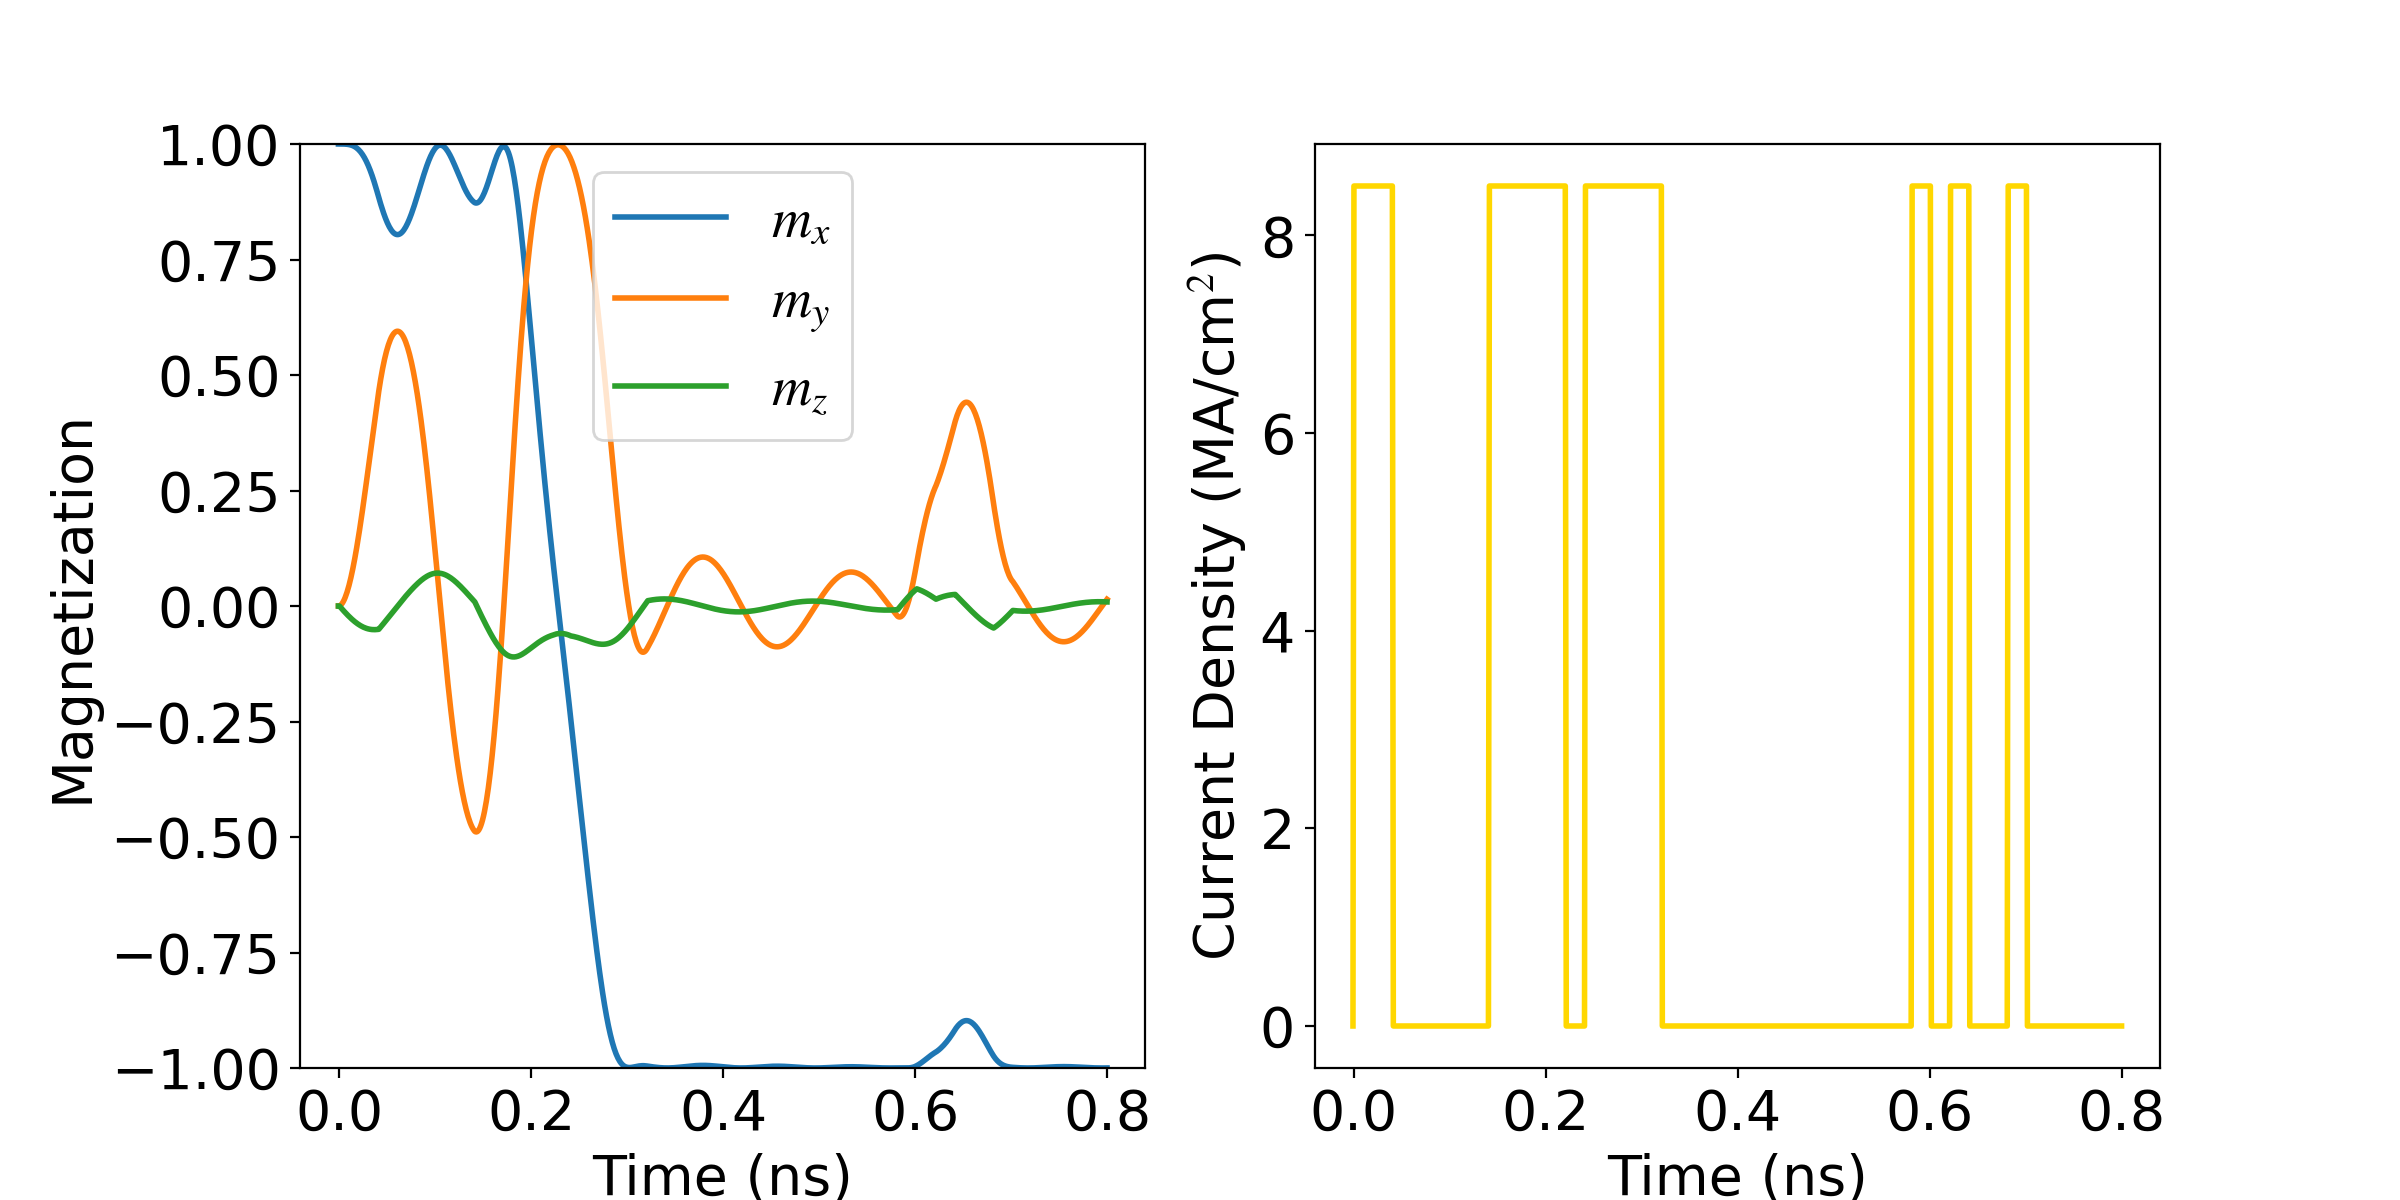 1.00
0.75
0.50
0.25
0.00
−0.25
−0.50
−0.75
−1.00
Magnetization
0.0 0.2 0.4 0.6 0.8
Time (ns)
m_x
m_y
m_z
8
6
4
2
0
Current Density (MA/cm²)
0.0 0.2 0.4 0.6 0.8
Time (ns)